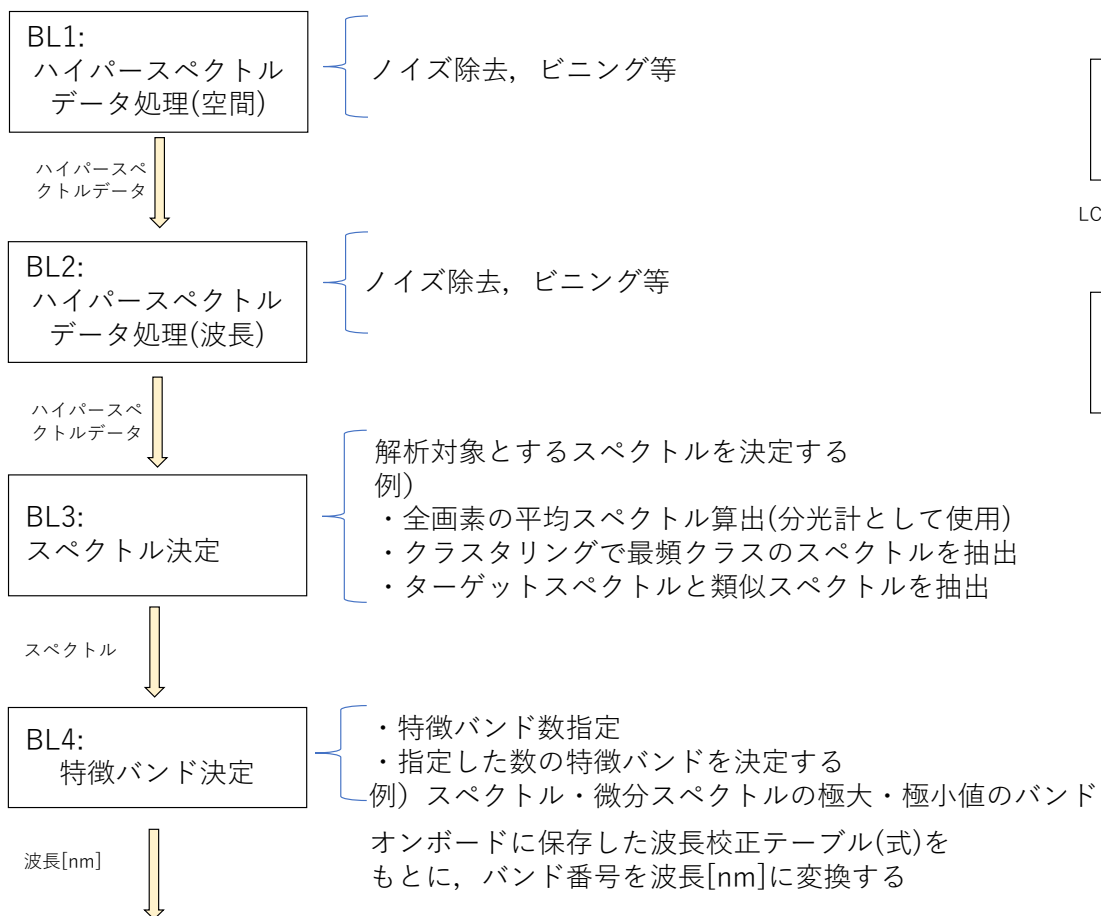 BL1:
ハイパースペクトル
データ処理(空間)
ノイズ除去，ビニング等
ハイパースペ
クトルデータ
LC
BL2:
ハイパースペクトル
データ処理(波長)
ノイズ除去，ビニング等
ハイパースペ
クトルデータ
BL3:
スペクトル決定
解析対象とするスペクトルを決定する
例）
・全画素の平均スペクトル算出(分光計として使用)
・クラスタリングで最頻クラスのスペクトルを抽出
・ターゲットスペクトルと類似スペクトルを抽出
スペクトル
BL4:
特徴バンド決定
・特徴バンド数指定
・指定した数の特徴バンドを決定する
例）スペクトル・微分スペクトルの極大・極小値のバンド
オンボードに保存した波長校正テーブル(式)を
もとに，バンド番号を波長[nm]に変換する
波長[nm]